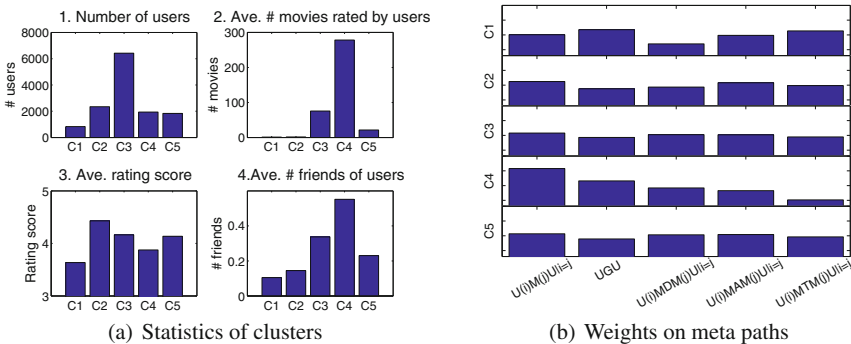 1. Number of users
8000
6000
4000
2000
0
# users
C1 C2 C3 C4 C5
2. Ave. # movies rated by users
300
200
100
0
# movies
C1 C2 C3 C4 C5
3. Ave. rating score
5
4
3
Rating score
C1 C2 C3 C4 C5
4.Ave. # friends of users
0.4
0.2
0
# friends
C1 C2 C3 C4 C5
(a) Statistics of clusters
C1
C2
C3
C4
C5
U(i)M(j)U|i=j
UGU
U(i)MDM(j)U|i=j
U(i)MAM(j)U|i=j
U(i)MTM(j)U|i=j
(b) Weights on meta paths